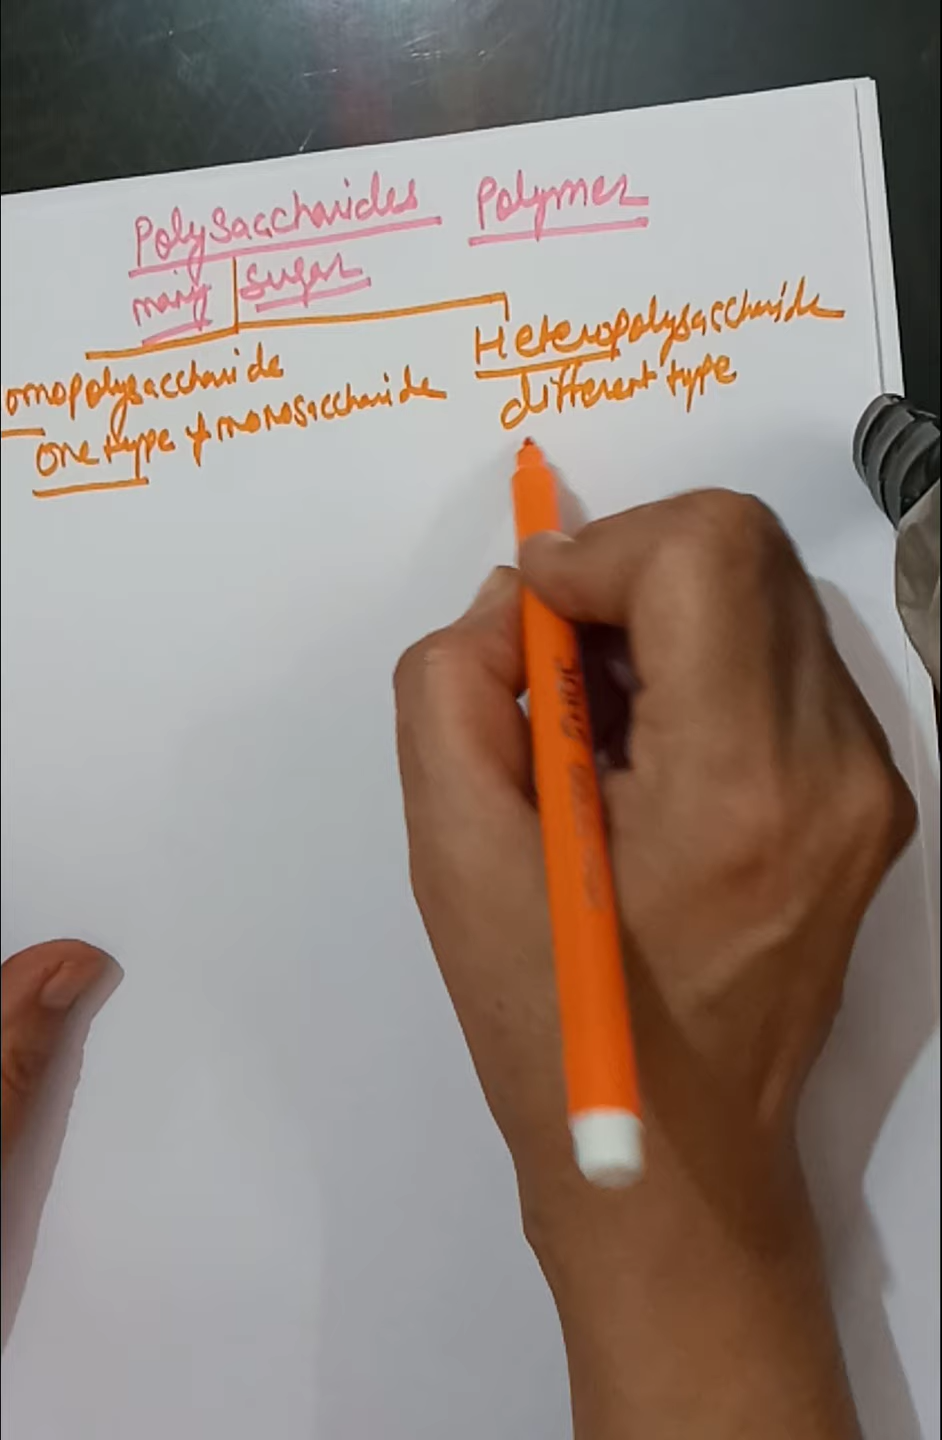 Polysaccharides Polymer
many sugar
omopolysaccharide
one type of monosaccharide
Heteropolysaccharide
different type